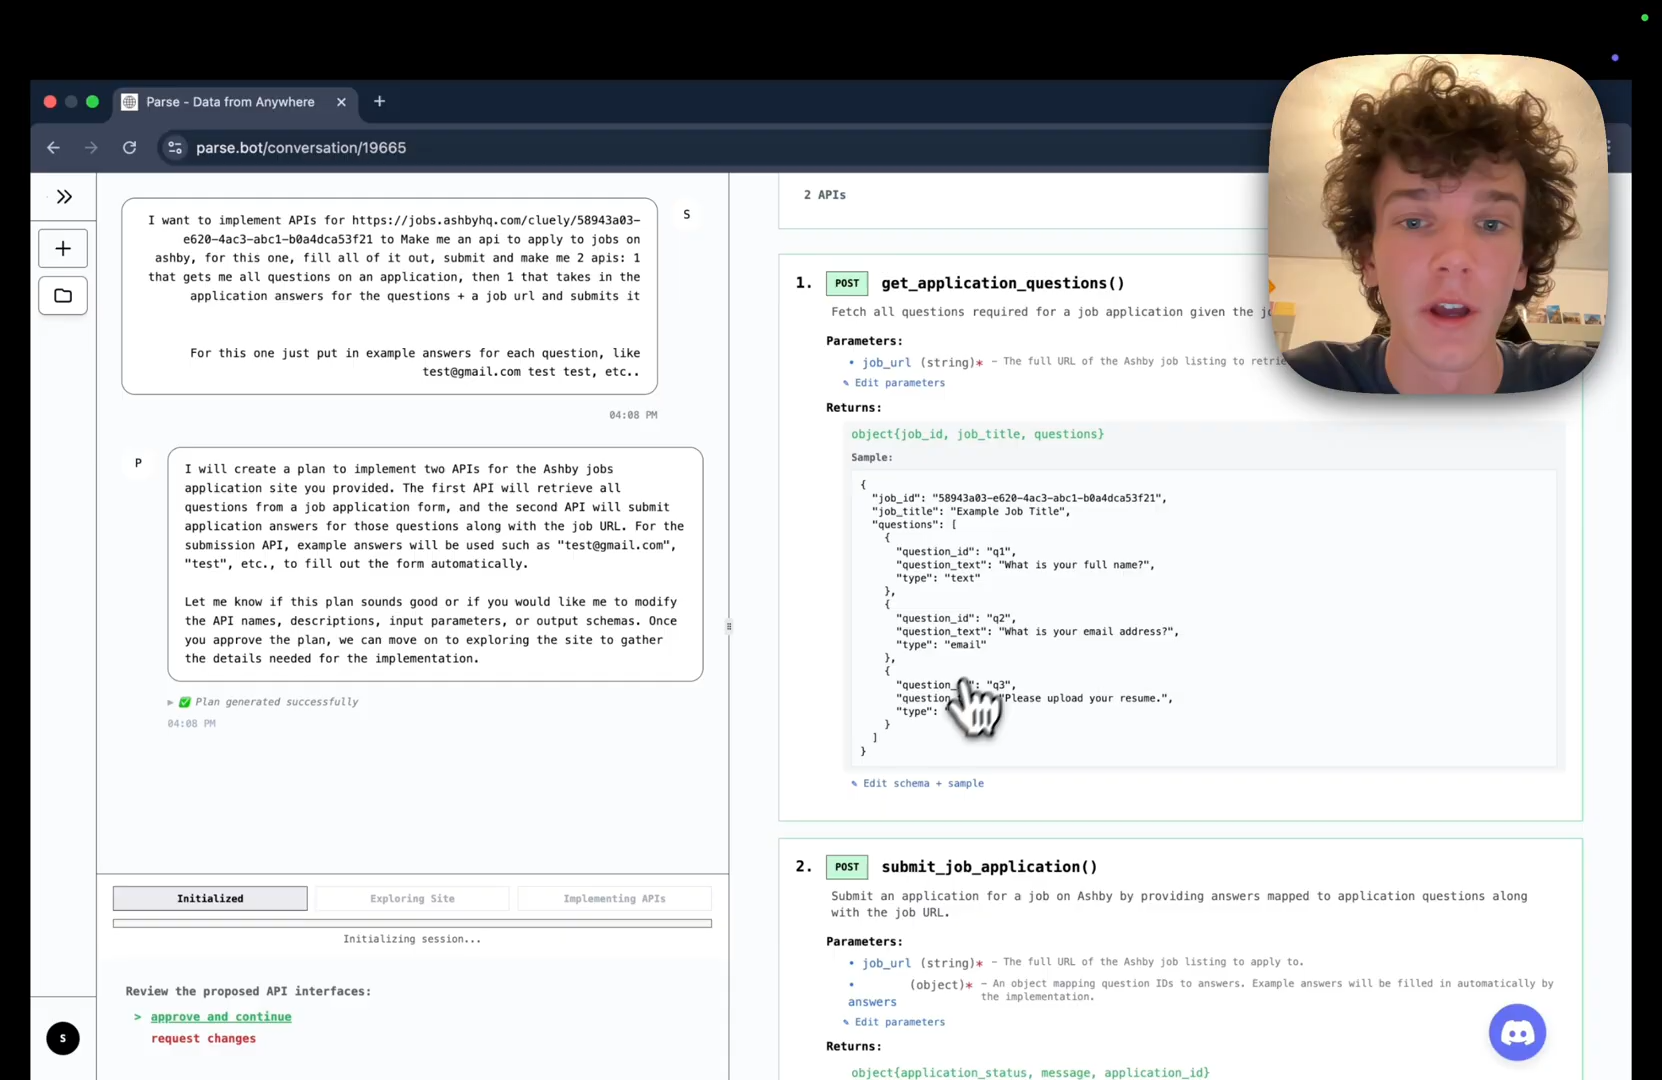 Parse - Data from Anywhere
parse.bot/conversation/19665
I want to implement APIs for https://jobs.ashbyhq.com/cluely/58943a03-
e620-4ac3-abc1-b0a4dca53f21 to Make me an api to apply to jobs on
ashby, for this one, fill all of it out, submit and make me 2 apis: 1
that gets me all questions on an application, then 1 that takes in the
application answers for the questions + a job url and submits it
For this one just put in example answers for each question, like
test@gmail.com test test, etc..
S
04:08 PM
P
I will create a plan to implement two APIs for the Ashby jobs
application site you provided. The first API will retrieve all
questions from a job application form, and the second API will submit
application answers for those questions along with the job URL. For the
submission API, example answers will be used such as "test@gmail.com",
"test", etc., to fill out the form automatically.
Let me know if this plan sounds good or if you would like me to modify
the API names, descriptions, input parameters, or output schemas. Once
you approve the plan, we can move on to exploring the site to gather
the details needed for the implementation.
Plan generated successfully
04:08 PM
Initialized Exploring Site Implementing APIs
Initializing session...
Review the proposed API interfaces:
> approve and continue
request changes
S
2 APIs
1. POST get_application_questions()
Fetch all questions required for a job application given the
Parameters:
• job_url (string)* – The full URL of the Ashby job listing to
✎ Edit parameters
Returns:
object{job_id, job_title, questions}
Sample:
{
"job_id": "58943a03-e620-4ac3-abc1-b0a4dca53f21",
"job_title": "Example Job Title",
"questions": [
{
"question_id": "q1",
"question_text": "What is your full name?",
"type": "text"
},
{
"question_id": "q2",
"question_text": "What is your email address?",
"type": "email"
},
{
"q3",
"Please upload your resume.",
"type":
}
]
}
✎ Edit schema + sample
2. POST submit_job_application()
Submit an application for a job on Ashby by providing answers mapped to application questions along
with the job URL.
Parameters:
• job_url (string)* – The full URL of the Ashby job listing to apply to.
• answers (object)* – An object mapping question IDs to answers. Example answers will be filled in automatically by
the implementation.
✎ Edit parameters
Returns:
object{application_status, message, application_id}